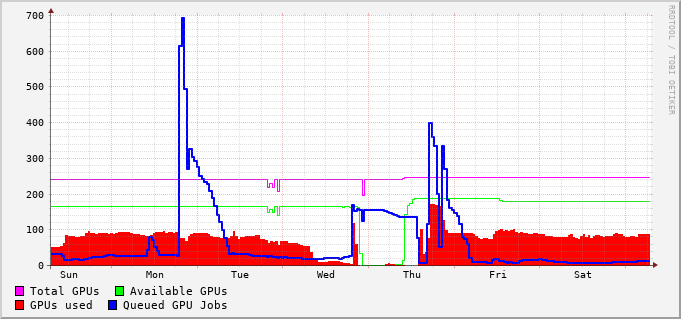 700
600
500
400
300
200
100
0
Sun Mon Tue Wed Thu Fri Sat
Total GPUs Available GPUs
GPUs used Queued GPU Jobs
RRDTOOL / TOBI OETIKER